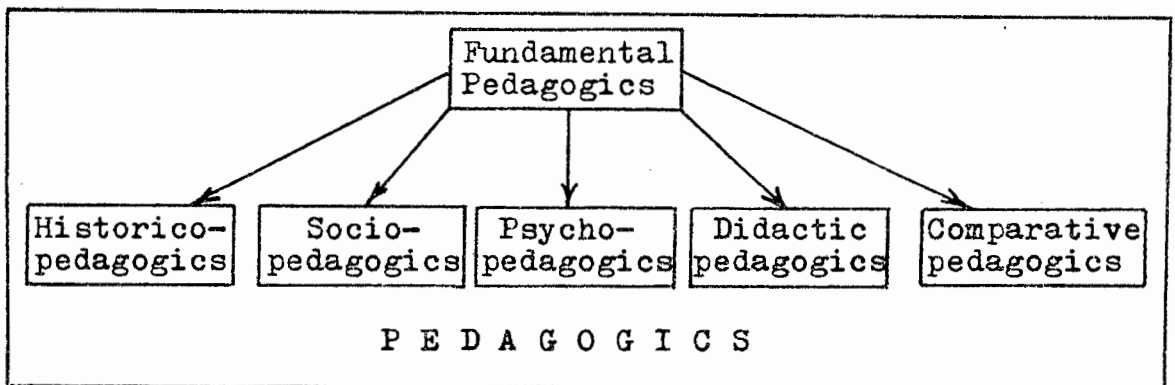 Fundamental
Pedagogics
Historico-
pedagogics
Socio-
pedagogics
Psycho-
pedagogics
Didactic
pedagogics
Comparative
pedagogics
P E D A G O G I C S